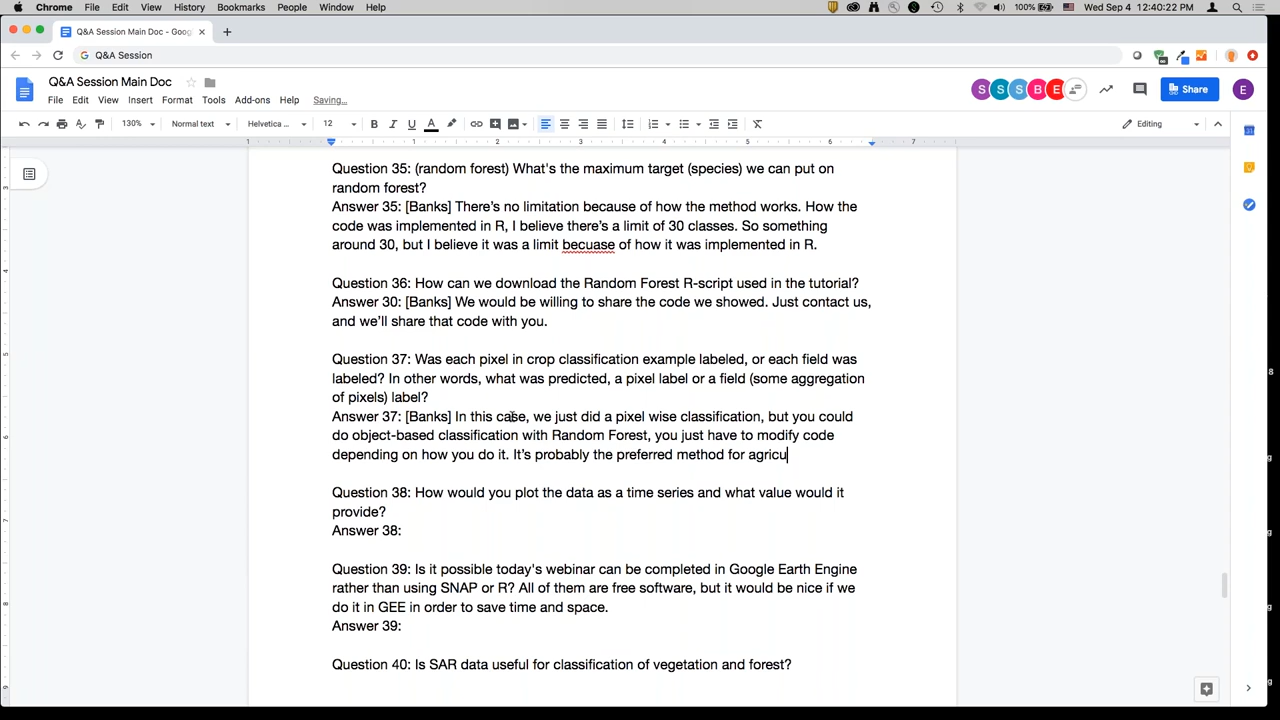 Chrome File Edit View History Bookmarks People Window Help 100% Wed Sep 4 12:40:22 PM
Q&A Session Main Doc - Goog
Q&A Session
Q&A Session Main Doc
S S S B E Share E
File Edit View Insert Format Tools Add-ons Help Saving...
130% Normal text Helvetica ... 12 B I U A Editing
1 1 2 3 4 5 6 7
Question 35: (random forest) What's the maximum target (species) we can put on
random forest?
Answer 35: [Banks] There's no limitation because of how the method works. How the
code was implemented in R, I believe there's a limit of 30 classes. So something
around 30, but I believe it was a limit becuase of how it was implemented in R.
Question 36: How can we download the Random Forest R-script used in the tutorial?
Answer 30: [Banks] We would be willing to share the code we showed. Just contact us,
and we'll share that code with you.
Question 37: Was each pixel in crop classification example labeled, or each field was
labeled? In other words, what was predicted, a pixel label or a field (some aggregation
of pixels) label?
Answer 37: [Banks] In this case, we just did a pixel wise classification, but you could
do object-based classification with Random Forest, you just have to modify code
depending on how you do it. It's probably the preferred method for agricu
Question 38: How would you plot the data as a time series and what value would it
provide?
Answer 38:
Question 39: Is it possible today's webinar can be completed in Google Earth Engine
rather than using SNAP or R? All of them are free software, but it would be nice if we
do it in GEE in order to save time and space.
Answer 39:
Question 40: Is SAR data useful for classification of vegetation and forest?